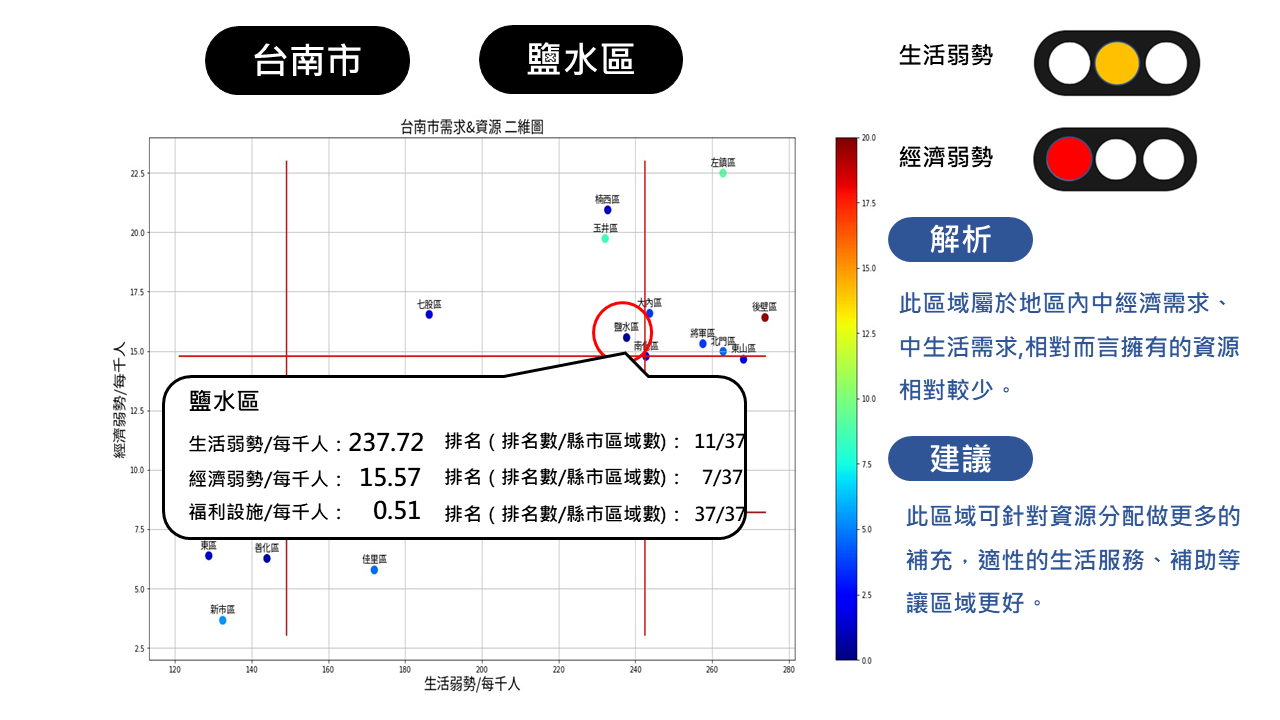 台南市
鹽水區
生活弱勢
經濟弱勢
台南市需求&資源 二維圖
經濟弱勢/每千人
22.5
20.0
17.5
15.0
12.5
10.0
7.5
5.0
2.5
左鎮區
楠西區
玉井區
七股區
大內區
後壁區
鹽水區
將軍區
北門區
東山區
東區
善化區
佳里區
新市區
120 140 160 180 200 220 240 260 280
生活弱勢/每千人
20.0
17.5
15.0
12.5
10.0
7.5
5.0
2.5
0.0
鹽水區
生活弱勢/每千人：237.72 排名（排名數/縣市區域數)： 11/37
經濟弱勢/每千人： 15.57 排名（排名數/縣市區域數)： 7/37
福利設施/每千人： 0.51 排名（排名數/縣市區域數)： 37/37
解析
此區域屬於地區內中經濟需求、
中生活需求,相對而言擁有的資源
相對較少。
建議
此區域可針對資源分配做更多的
補充，適性的生活服務、補助等
讓區域更好。